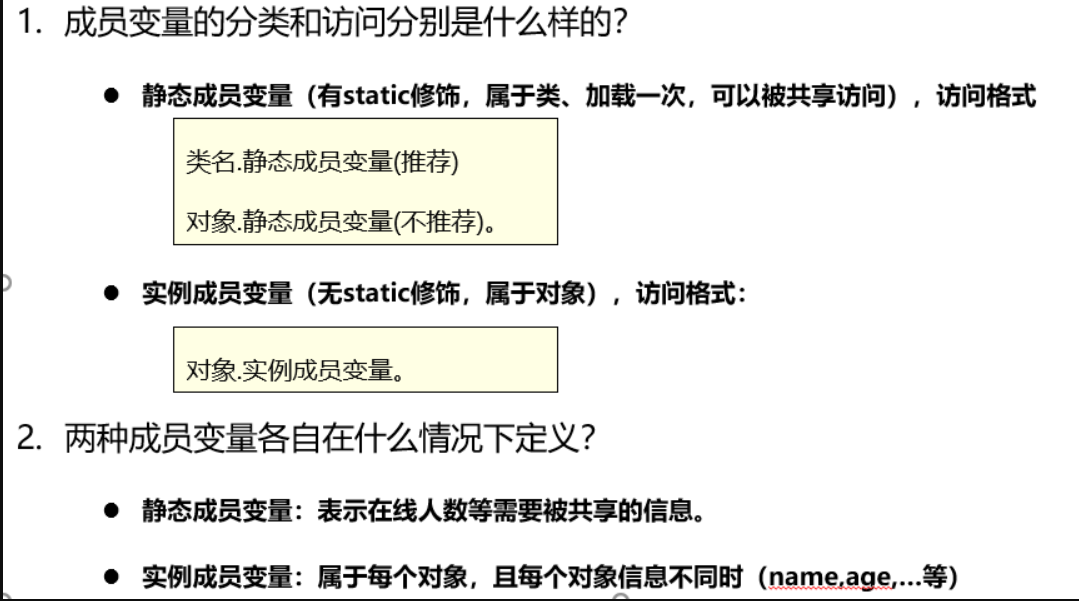 1. 成员变量的分类和访问分别是什么样的？
● 静态成员变量（有static修饰，属于类、加载一次，可以被共享访问），访问格式
类名.静态成员变量(推荐)
对象.静态成员变量(不推荐)。
● 实例成员变量（无static修饰，属于对象），访问格式：
对象.实例成员变量。
2. 两种成员变量各自在什么情况下定义？
● 静态成员变量：表示在线人数等需要被共享的信息。
● 实例成员变量：属于每个对象，且每个对象信息不同时（name,age,…等）